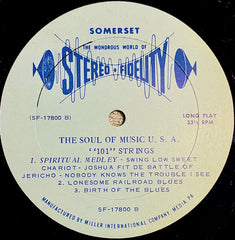 SOMERSET
THE WONDROUS WORLD OF
STEREO-FIDELITY
LONG PLAY
(SF-17800 B) 33⅓ RPM
THE SOUL OF MUSIC U. S. A.
"101" STRINGS
1. SPIRITUAL MEDLEY - SWING LOW SWEET
CHARIOT - JOSHUA FIT DE BATTLE OF
JERICHO - NOBODY KNOWS THE TROUBLE I SEE
2. LONESOME RAILROAD BLUES
3. BIRTH OF THE BLUES
SF-17800 B
MANUFACTURED BY MILLER INTERNATIONAL COMPANY, MEDIA PA